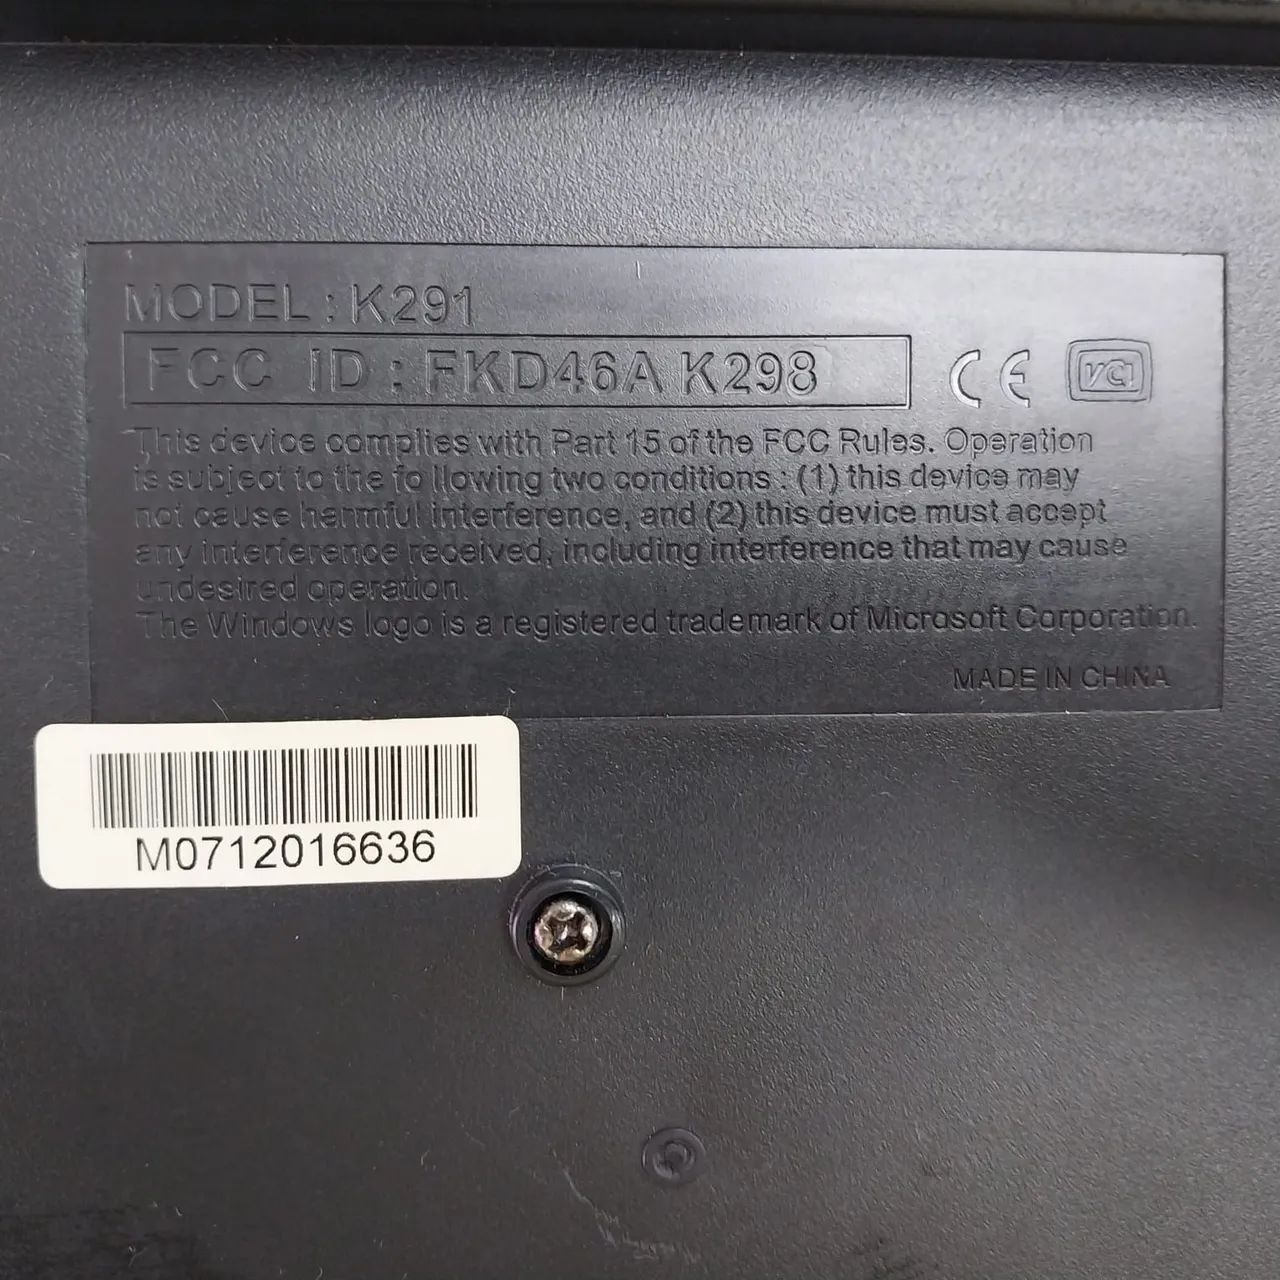 MODEL : K291
FCC ID : FKD46A K298
CE
VCI
This device complies with Part 15 of the FCC Rules. Operation
is subject to the fo llowing two conditions : (1) this device may
not cause harmful interference, and (2) this device must accept
any interference received, including interference that may cause
undesired operation.
The Windows logo is a registered trademark of Microsoft Corporation.
MADE IN CHINA
M0712016636